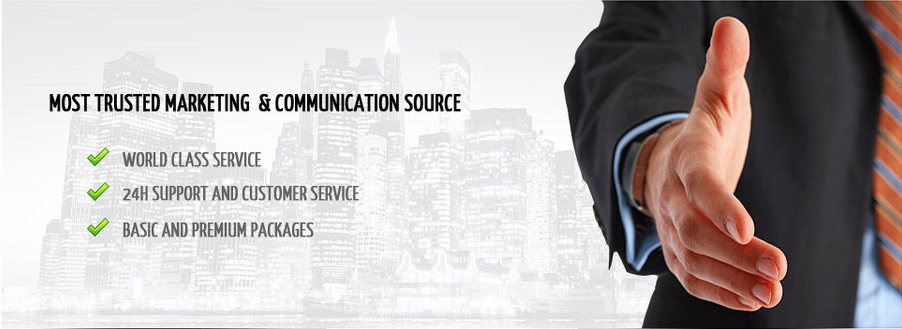 MOST TRUSTED MARKETING & COMMUNICATION SOURCE
WORLD CLASS SERVICE
24H SUPPORT AND CUSTOMER SERVICE
BASIC AND PREMIUM PACKAGES